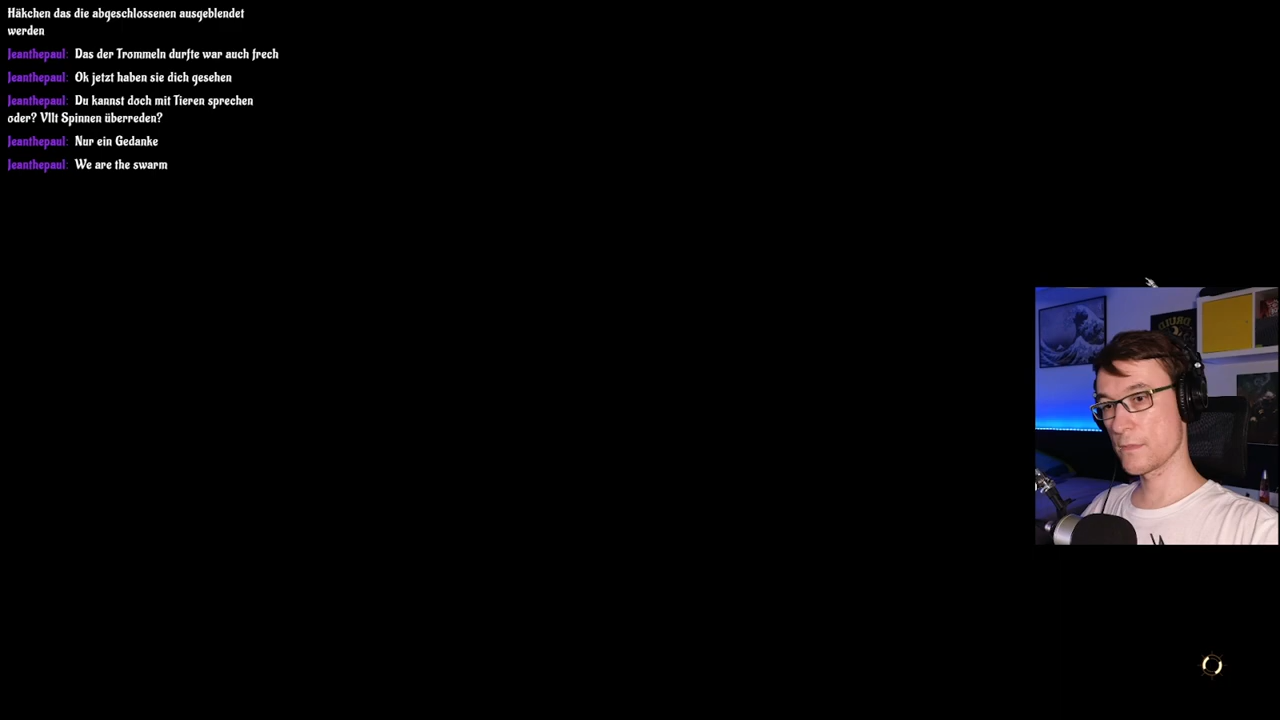 Häkchen das die abgeschlossenen ausgeblendet
werden
Jeanthepaul: Das der Trommeln durfte war auch frech
Jeanthepaul: Ok jetzt haben sie dich gesehen
Jeanthepaul: Du kannst doch mit Tieren sprechen
oder? Vllt Spinnen überreden?
Jeanthepaul: Nur ein Gedanke
Jeanthepaul: We are the swarm